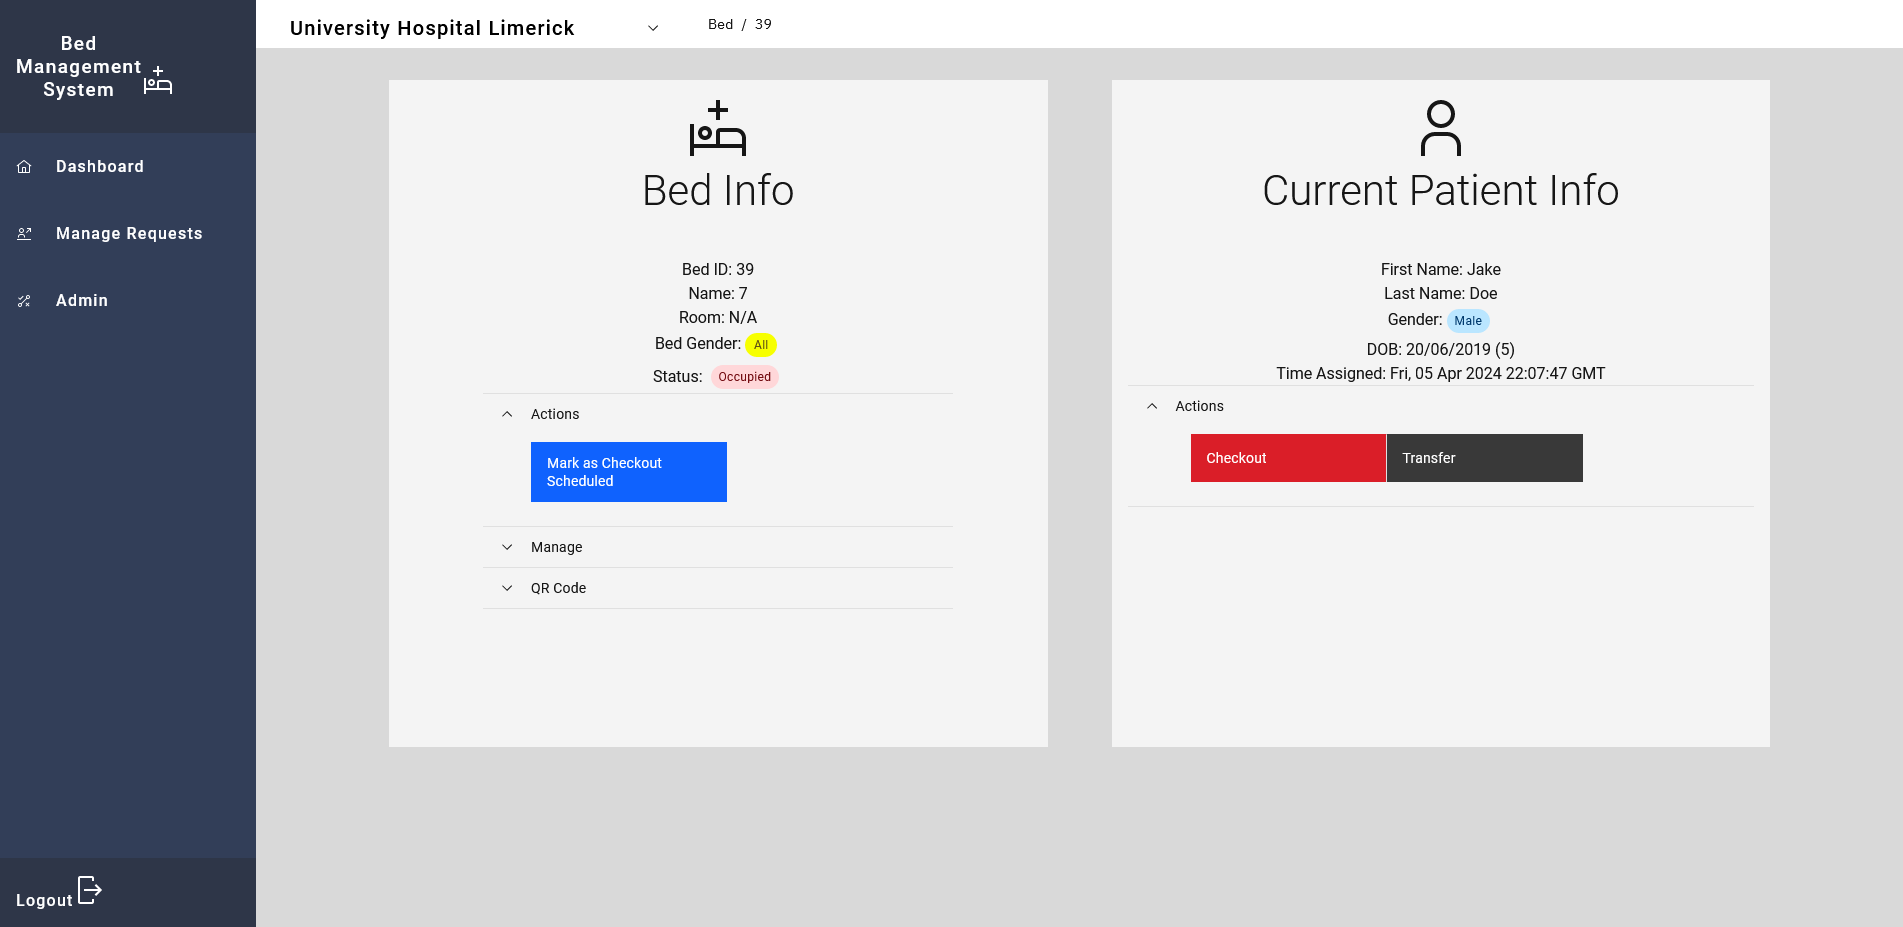 Bed
Management
System
Dashboard
Manage Requests
Admin
Logout
University Hospital Limerick
Bed / 39
Bed Info
Bed ID: 39
Name: 7
Room: N/A
Bed Gender: All
Status: Occupied
Actions
Mark as Checkout
Scheduled
Manage
QR Code
Current Patient Info
First Name: Jake
Last Name: Doe
Gender: Male
DOB: 20/06/2019 (5)
Time Assigned: Fri, 05 Apr 2024 22:07:47 GMT
Actions
Checkout
Transfer